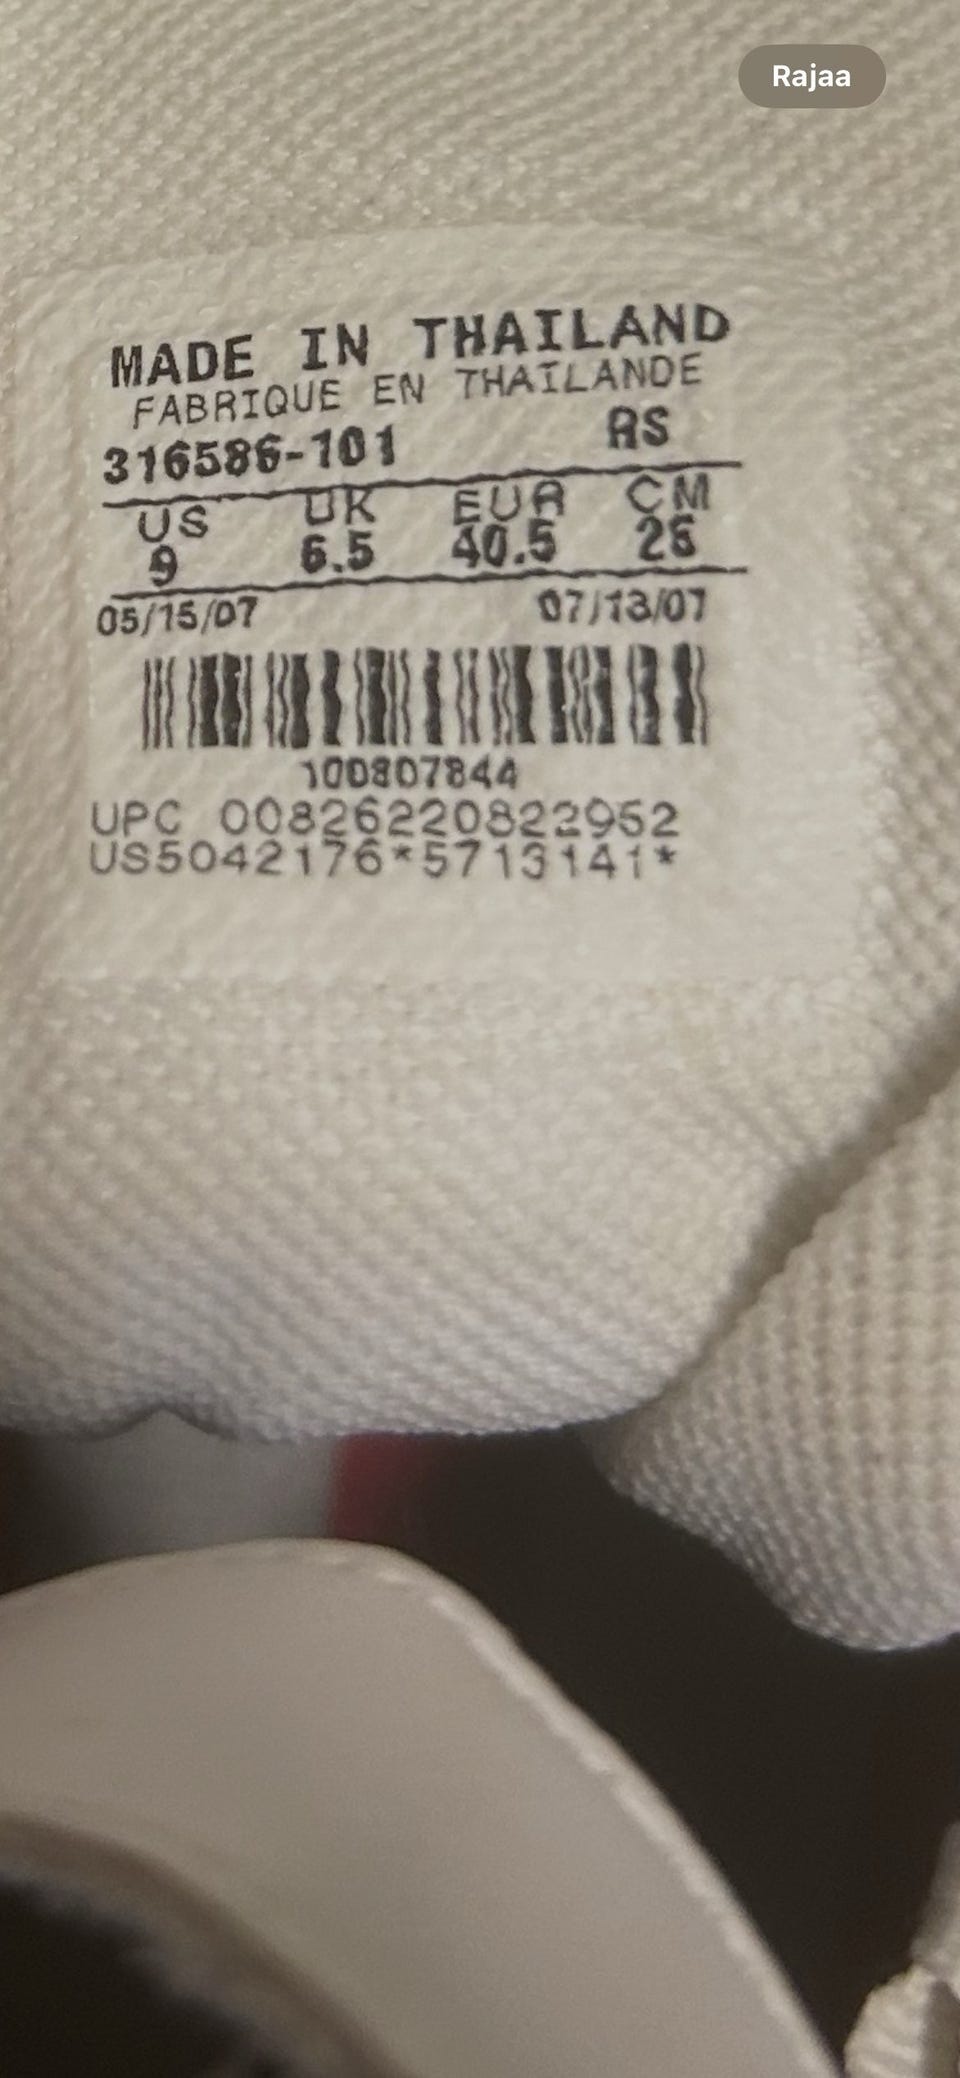 Rajaa
MADE IN THAILAND
FABRIQUE EN THAILANDE
316586-101 RS
US UK EUR CM
9 6.5 40.5 26
05/15/07 07/13/07
100807844
UPC 00826220822952
US5042176*5713141*